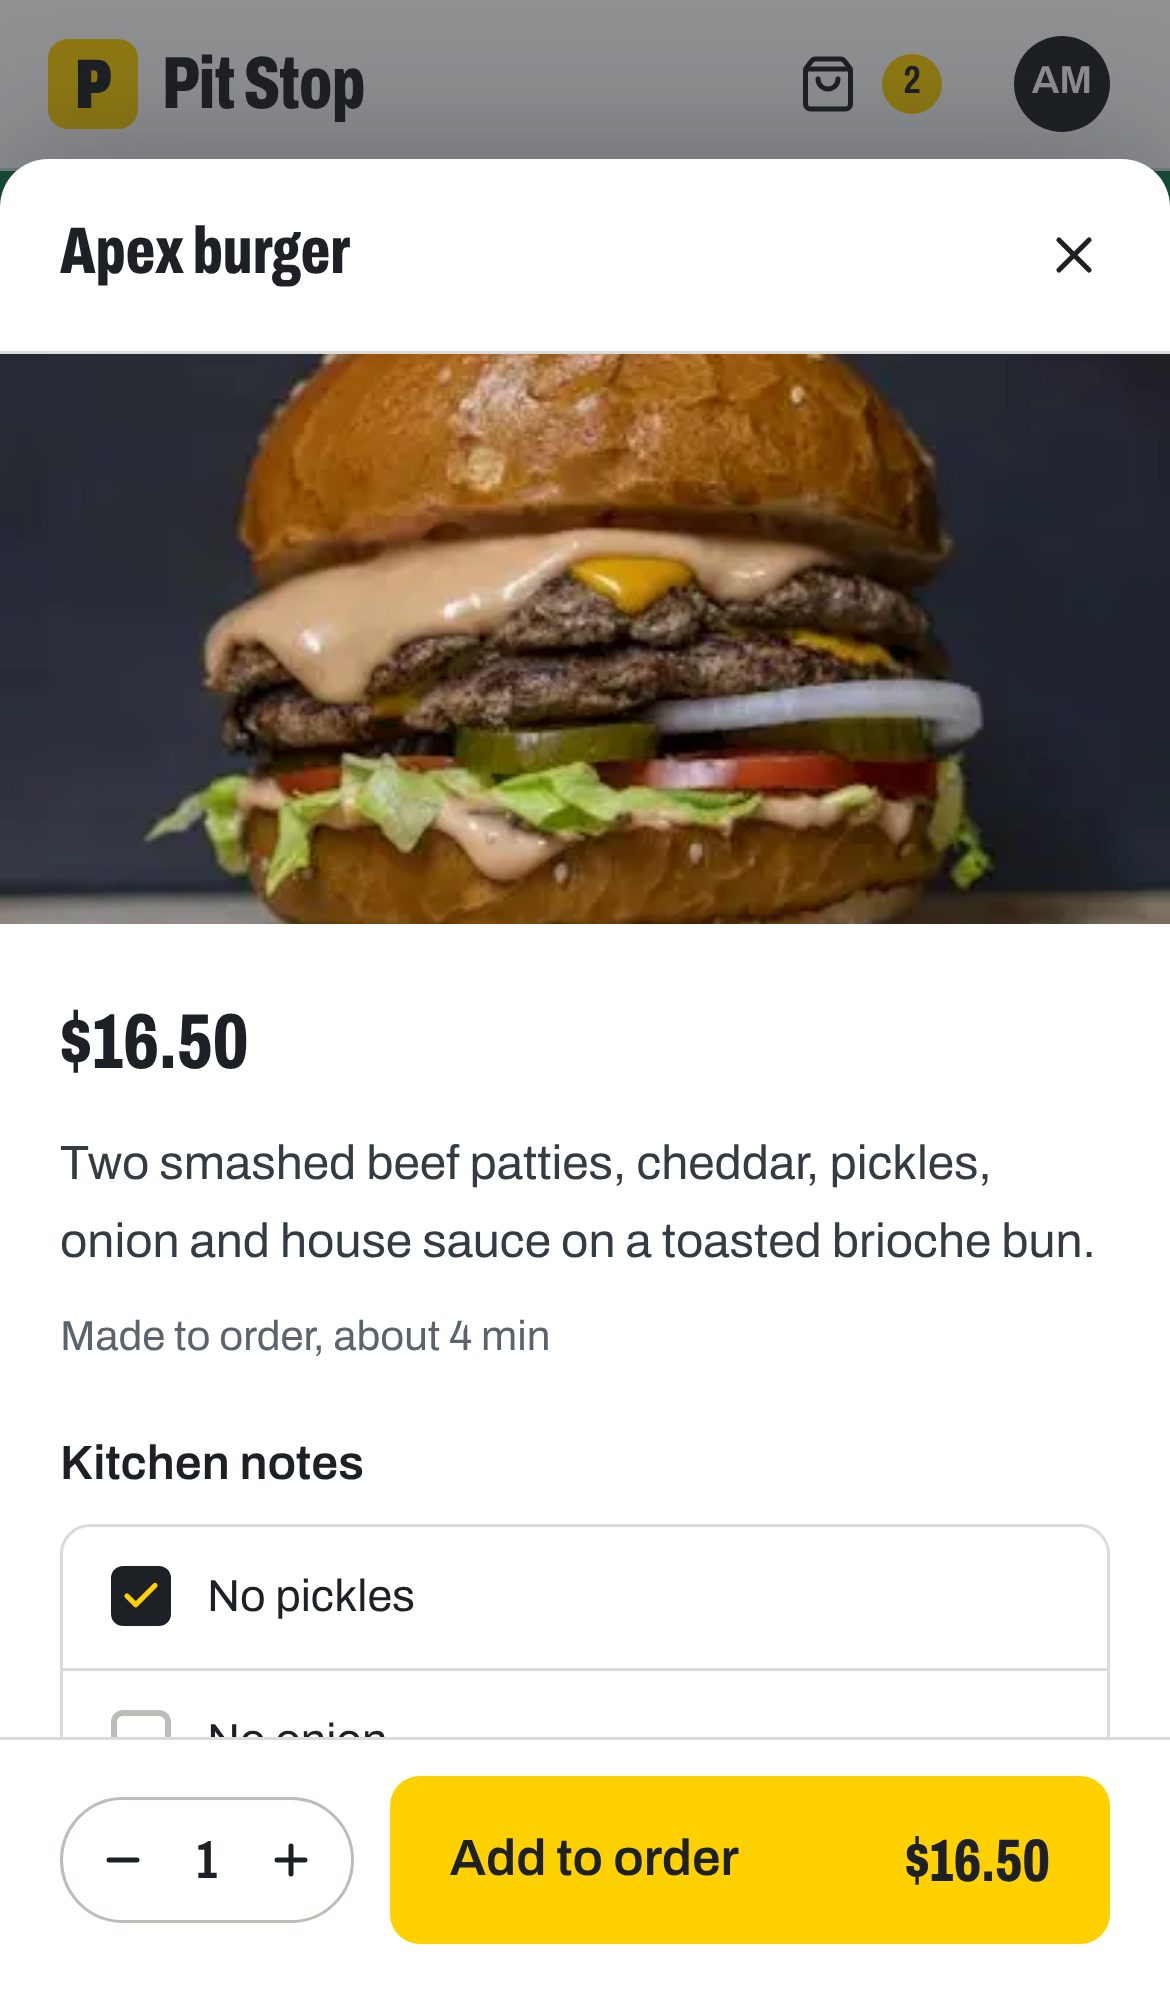 P Pit Stop 2 AM
Apex burger
$16.50
Two smashed beef patties, cheddar, pickles,
onion and house sauce on a toasted brioche bun.
Made to order, about 4 min
Kitchen notes
No pickles
No onion
1 Add to order $16.50